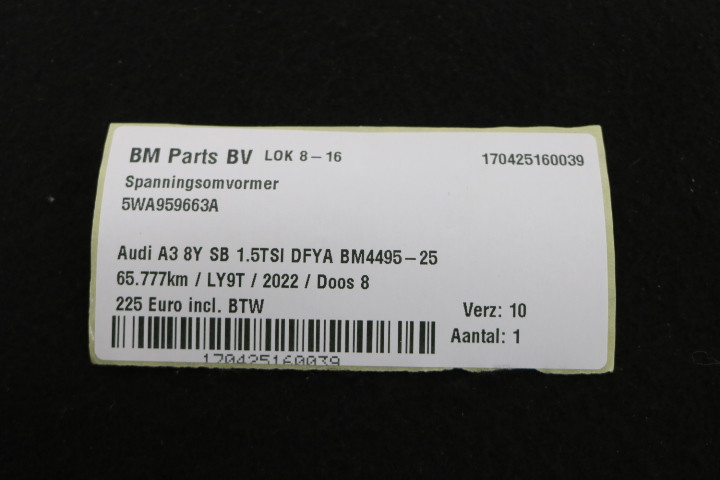 BM Parts BV LOK 8-16 170425160039
Spanningsomvormer
5WA959663A
Audi A3 8Y SB 1.5TSI DFYA BM4495-25
65.777km / LY9T / 2022 / Doos 8
225 Euro incl. BTW Verz: 10
Aantal: 1
170425160039